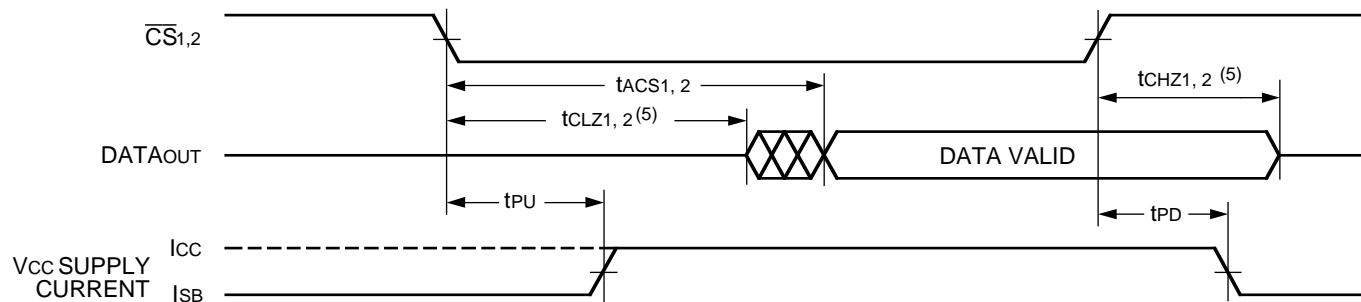 CS1,2
tACS1, 2
tCHZ1, 2 (5)
tCLZ1, 2 (5)
DATAOUT
DATA VALID
tPU
tPD
ICC
VCC SUPPLY
CURRENT
ISB